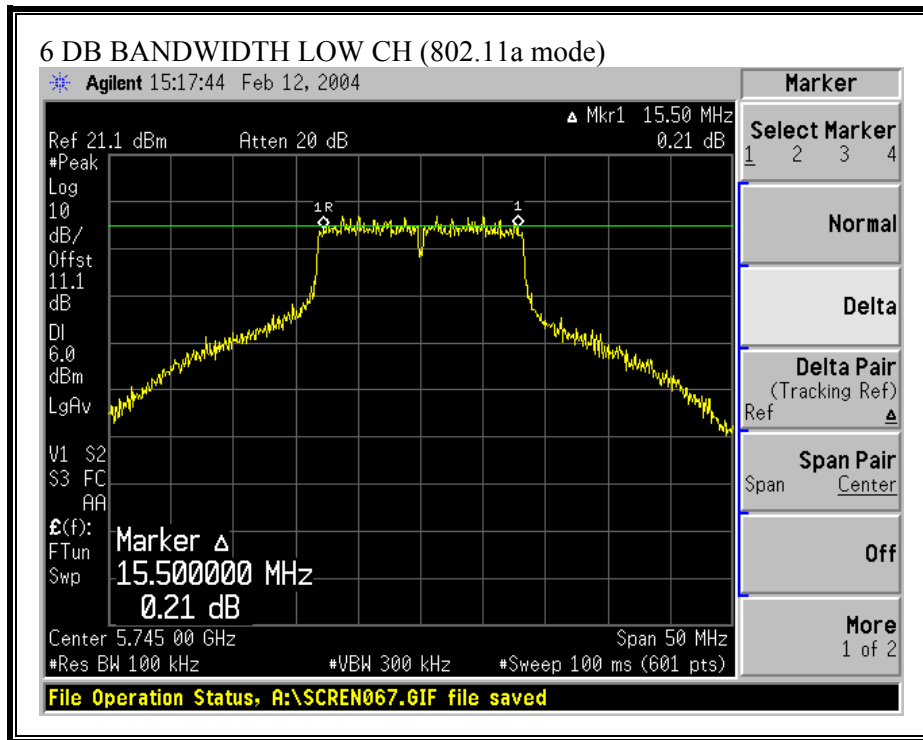 6 DB BANDWIDTH LOW CH (802.11a mode)
Agilent 15:17:44 Feb 12, 2004
Marker
Δ Mkr1 15.50 MHz
Ref 21.1 dBm Atten 20 dB 0.21 dB
#Peak
Log
10
dB/
Offst
11.1
dB
DI
6.0
dBm
LgAv
V1 S2
S3 FC
AA
£(f):
FTun
Swp
1R
1
Marker Δ
15.500000 MHz
0.21 dB
Center 5.745 00 GHz Span 50 MHz
#Res BW 100 kHz #VBW 300 kHz #Sweep 100 ms (601 pts)
Select Marker
1 2 3 4
Normal
Delta
Delta Pair
(Tracking Ref)
Ref Δ
Span Pair
Span Center
Off
More
1 of 2
File Operation Status, A:\SCREN067.GIF file saved